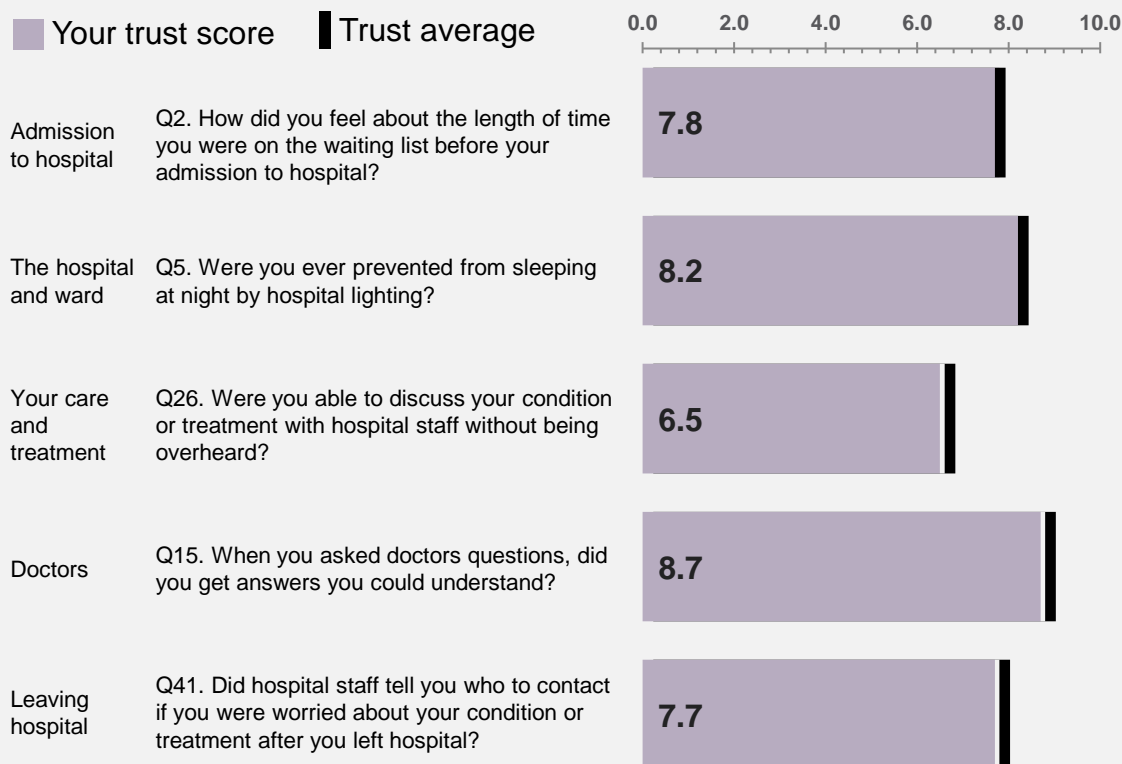 Your trust score Trust average
0.0 2.0 4.0 6.0 8.0 10.0
Admission
to hospital
Q2. How did you feel about the length of time
you were on the waiting list before your
admission to hospital?
7.8
The hospital
and ward
Q5. Were you ever prevented from sleeping
at night by hospital lighting?
8.2
Your care
and
treatment
Q26. Were you able to discuss your condition
or treatment with hospital staff without being
overheard?
6.5
Doctors
Q15. When you asked doctors questions, did
you get answers you could understand?
8.7
Leaving
hospital
Q41. Did hospital staff tell you who to contact
if you were worried about your condition or
treatment after you left hospital?
7.7